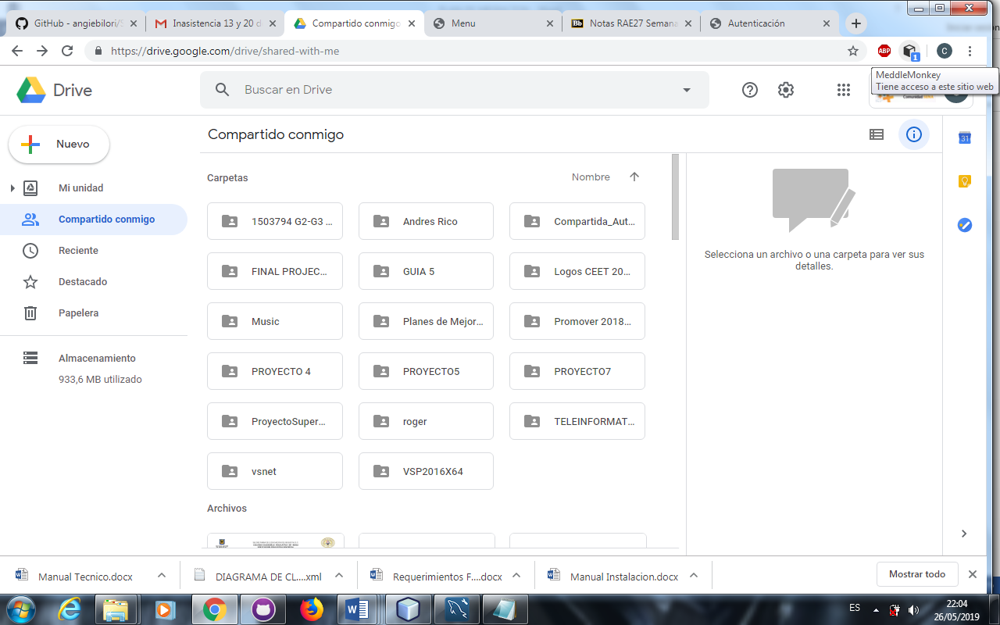 GitHub - angiebilori/S
Inasistencia 13 y 20 d
Compartido conmigo
Menu
Bb Notas RAE27 Semana
Autenticación
https://drive.google.com/drive/shared-with-me
ABP
1
C
MeddleMonkey
Tiene acceso a este sitio web
Drive
Buscar en Drive
Nuevo
Compartido conmigo
31
Mi unidad
Compartido conmigo
Reciente
Destacado
Papelera
Almacenamiento
933,6 MB utilizado
Carpetas
Nombre
1503794 G2-G3 ...
Andres Rico
Compartida_Aut...
FINAL PROJEC...
GUIA 5
Logos CEET 20...
Music
Planes de Mejor...
Promover 2018...
PROYECTO 4
PROYECTO5
PROYECTO7
ProyectoSuper...
roger
TELEINFORMAT...
vsnet
VSP2016X64
Archivos
Selecciona un archivo o una carpeta para ver sus
detalles.
Manual Tecnico.docx
DIAGRAMA DE CL....xml
Requerimientos F....docx
Manual Instalacion.docx
Mostrar todo
ES
22:04
26/05/2019